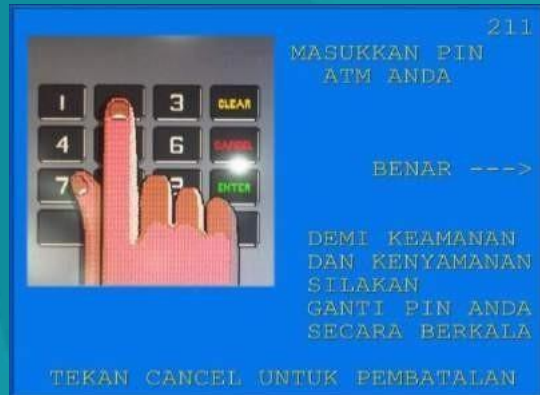 211
MASUKKAN PIN
ATM ANDA
1
3
CLEAR
4
6
CANCEL
7
ENTER
BENAR --->
DEMI KEAMANAN
DAN KENYAMANAN
SILAKAN
GANTI PIN ANDA
SECARA BERKALA
TEKAN CANCEL UNTUK PEMBATALAN